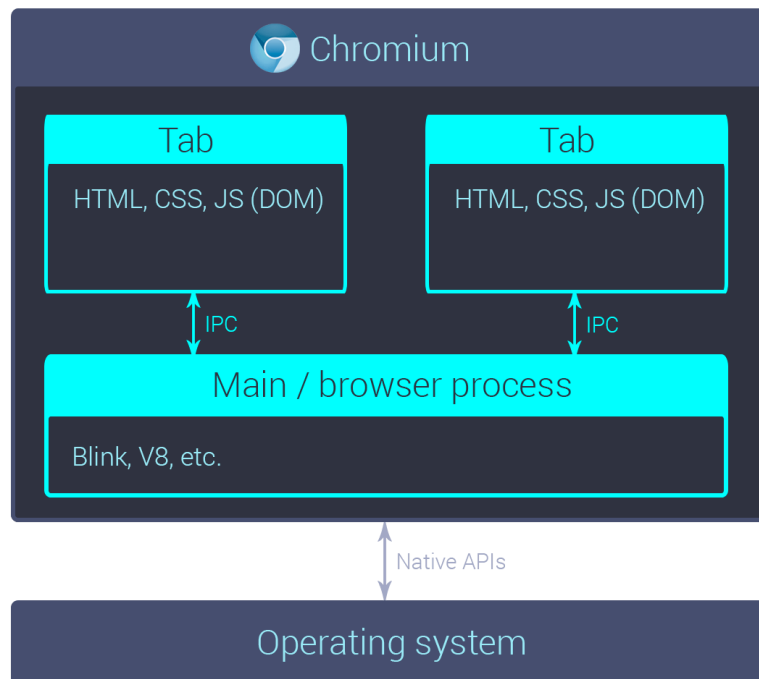 Chromium
Tab
Tab
HTML, CSS, JS (DOM)
HTML, CSS, JS (DOM)
IPC
IPC
Main / browser process
Blink, V8, etc.
Native APIs
Operating system